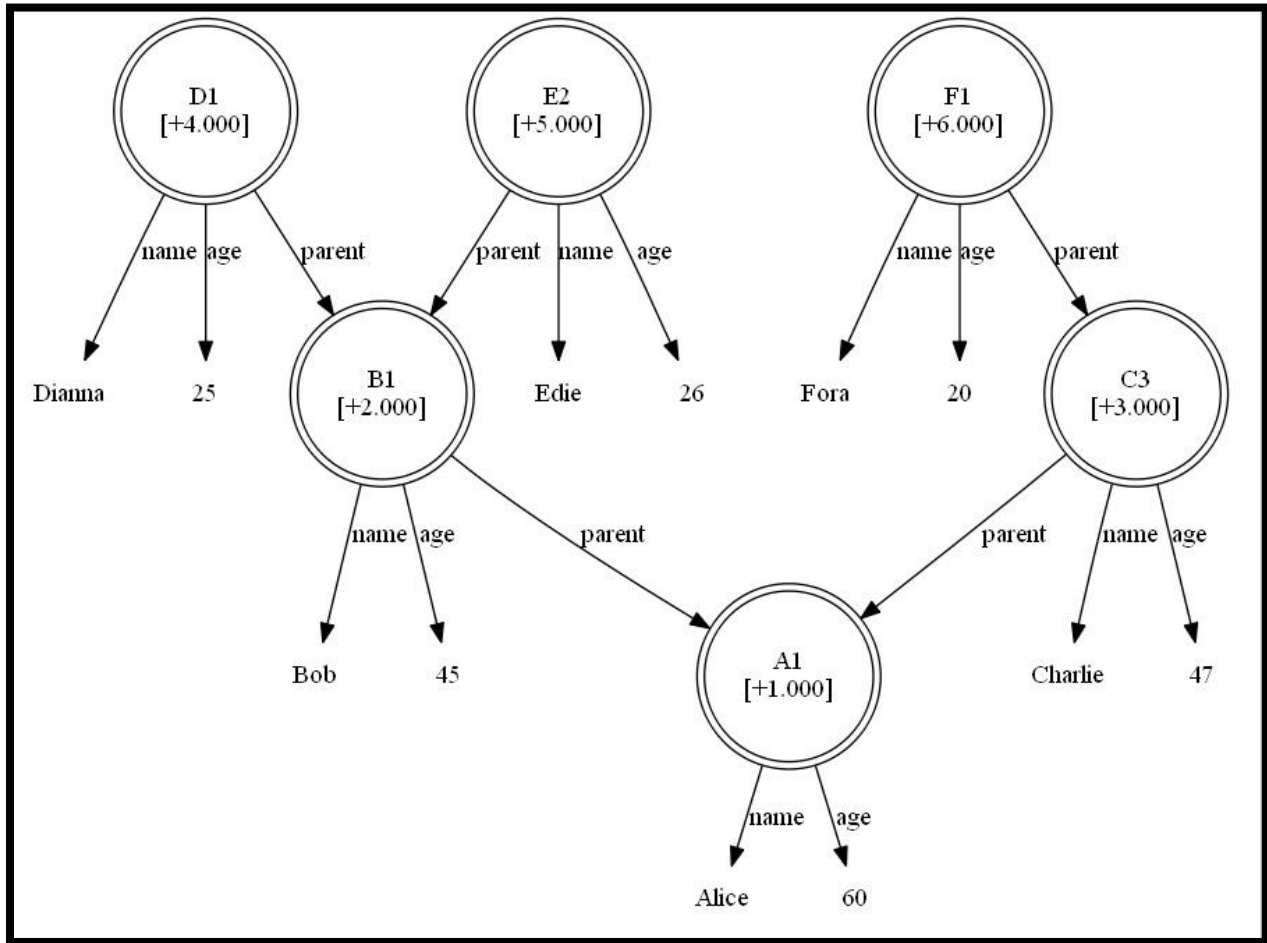 D1
[+4.000]
E2
[+5.000]
F1
[+6.000]
name
age
parent
parent
name
age
name
age
parent
Dianna
25
B1
[+2.000]
Edie
26
Fora
20
C3
[+3.000]
name
age
parent
parent
name
age
Bob
45
A1
[+1.000]
Charlie
47
name
age
Alice
60